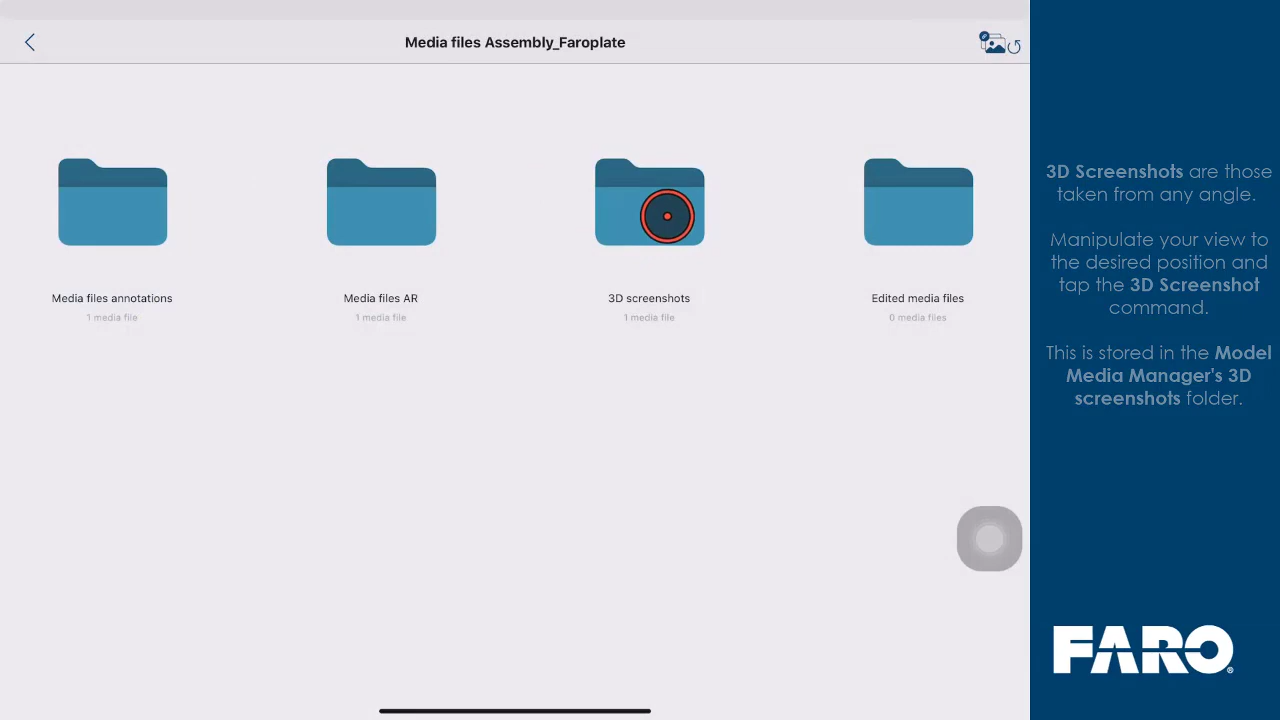 Media files Assembly_Faroplate
Media files annotations
1 media file
Media files AR
1 media file
3D screenshots
1 media file
Edited media files
0 media files
3D Screenshots are those
taken from any angle.
Manipulate your view to
the desired position and
tap the 3D Screenshot
command.
This is stored in the Model
Media Manager's 3D
screenshots folder.
FARO®